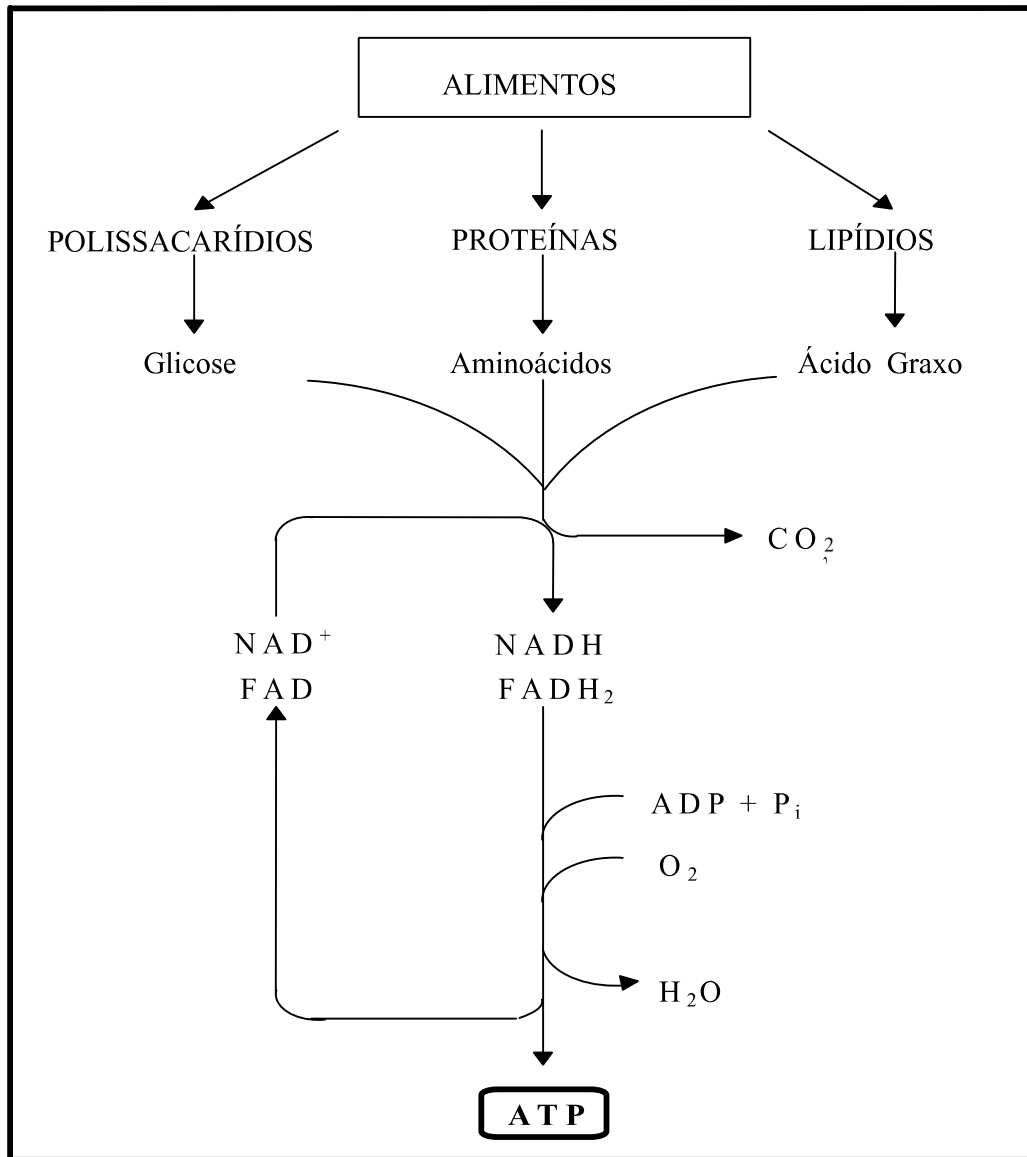 ALIMENTOS
POLISSACARÍDIOS PROTEÍNAS LIPÍDIOS
Glicose Aminoácidos Ácido Graxo
CO₂
NAD⁺ NADH
FAD FADH₂
ADP + Pᵢ
O₂
H₂O
ATP